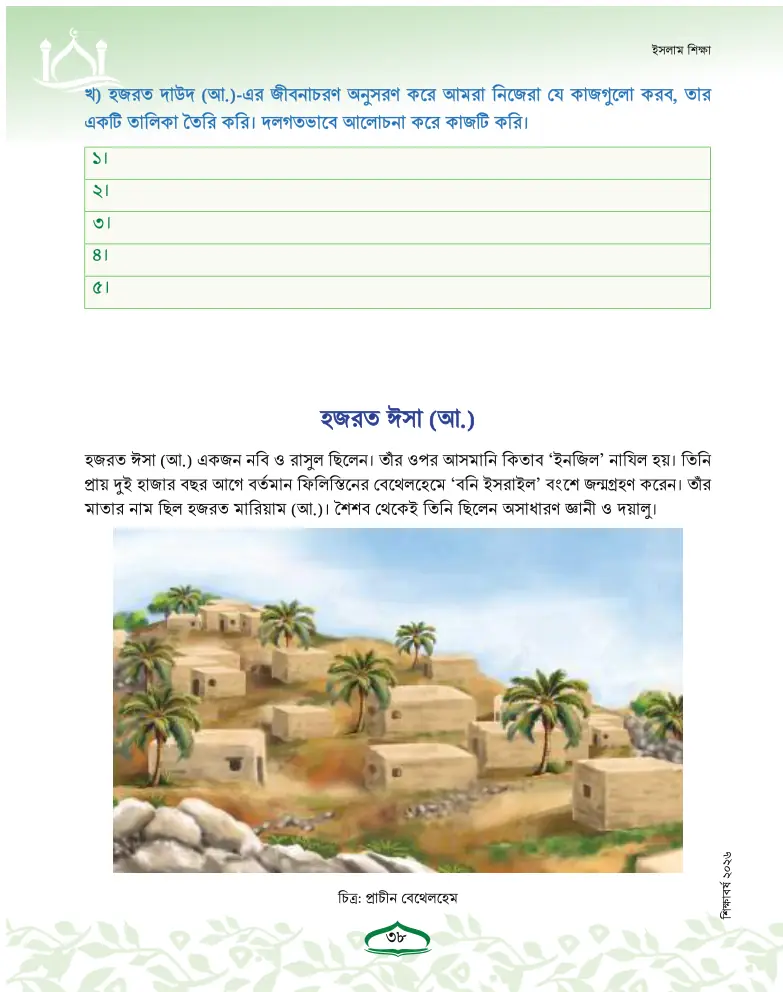 ইসলাম শিক্ষা
খ) হজরত দাউদ (আ.)-এর জীবনাচরণ অনুসরণ করে আমরা নিজেরা যে কাজগুলো করব, তার
একটি তালিকা তৈরি করি। দলগতভাবে আলোচনা করে কাজটি করি।
১।
২।
৩।
৪।
৫।
হজরত ঈসা (আ.)
হজরত ঈসা (আ.) একজন নবি ও রাসুল ছিলেন। তাঁর ওপর আসমানি কিতাব ‘ইনজিল’ নাযিল হয়। তিনি
প্রায় দুই হাজার বছর আগে বর্তমান ফিলিস্তিনের বেথেলহেমে ‘বনি ইসরাইল’ বংশে জন্মগ্রহণ করেন। তাঁর
মাতার নাম ছিল হজরত মারিয়াম (আ.)। শৈশব থেকেই তিনি ছিলেন অসাধারণ জ্ঞানী ও দয়ালু।
চিত্র: প্রাচীন বেথেলহেম
শিক্ষাবর্ষ ২০২৬
৩৮